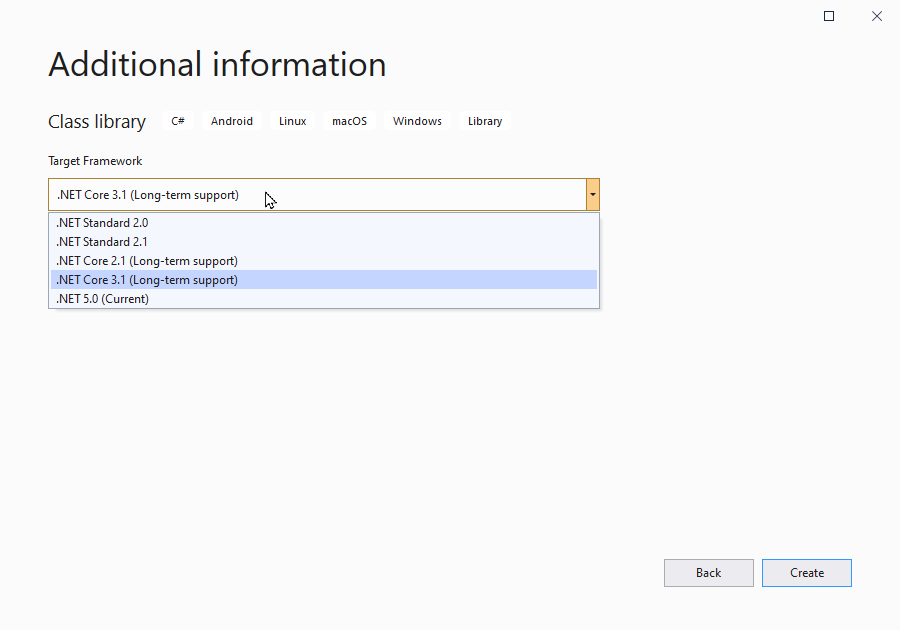 Additional information
Class library C# Android Linux macOS Windows Library
Target Framework
.NET Core 3.1 (Long-term support)
.NET Standard 2.0
.NET Standard 2.1
.NET Core 2.1 (Long-term support)
.NET Core 3.1 (Long-term support)
.NET 5.0 (Current)
Back Create